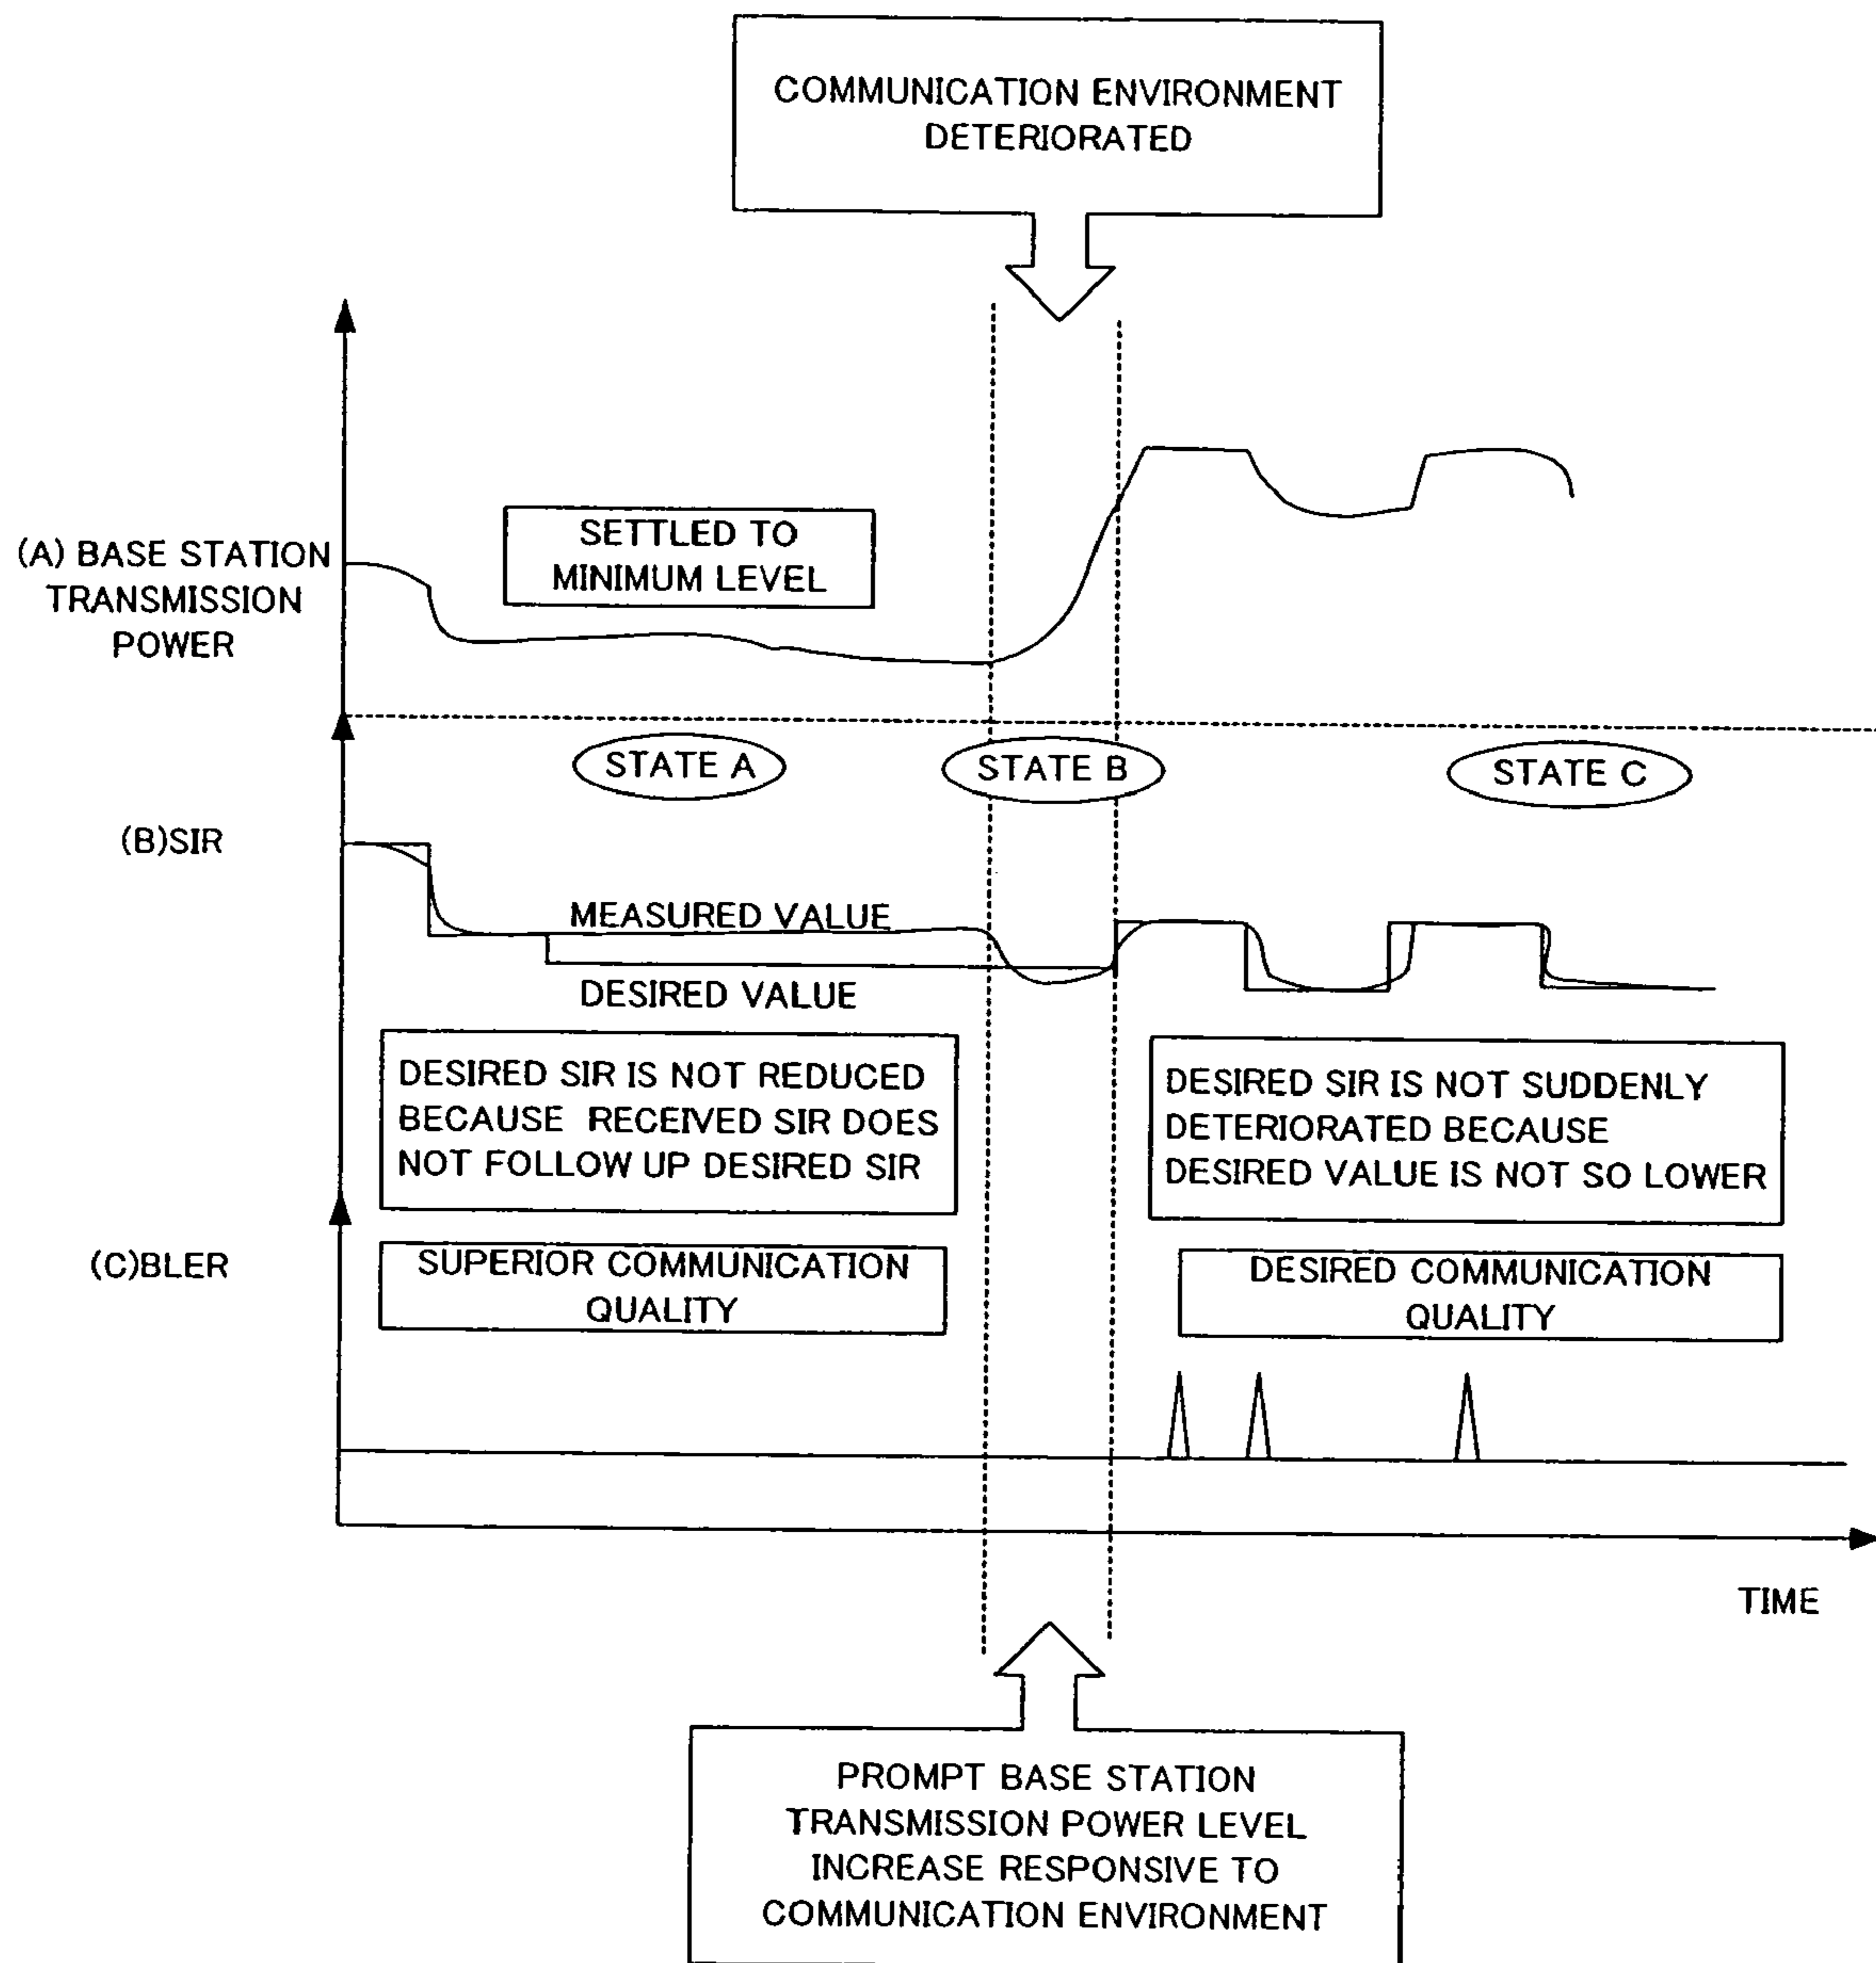 COMMUNICATION ENVIRONMENT
DETERIORATED
SETTLED TO
MINIMUM LEVEL
(A) BASE STATION
TRANSMISSION
POWER
STATE A
STATE B
STATE C
(B)SIR
MEASURED VALUE
DESIRED VALUE
DESIRED SIR IS NOT REDUCED
BECAUSE RECEIVED SIR DOES
NOT FOLLOW UP DESIRED SIR
DESIRED SIR IS NOT SUDDENLY
DETERIORATED BECAUSE
DESIRED VALUE IS NOT SO LOWER
(C)BLER
SUPERIOR COMMUNICATION
QUALITY
DESIRED COMMUNICATION
QUALITY
TIME
PROMPT BASE STATION
TRANSMISSION POWER LEVEL
INCREASE RESPONSIVE TO
COMMUNICATION ENVIRONMENT